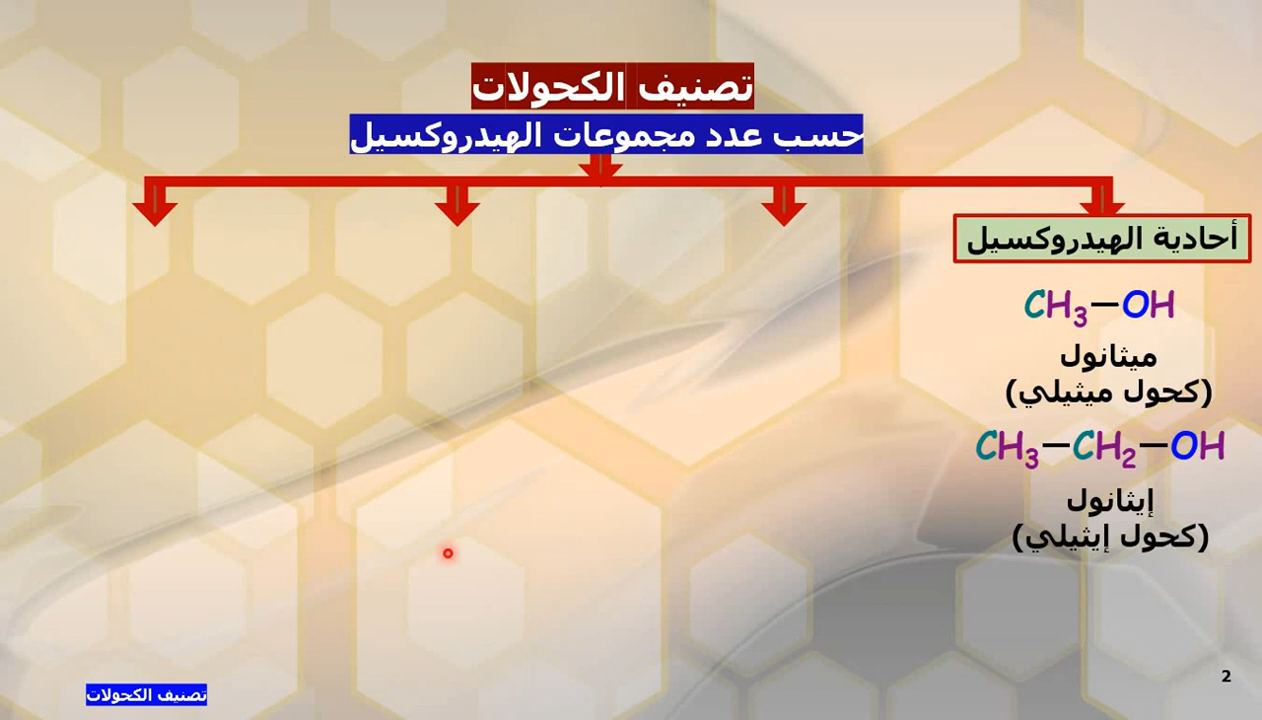 تصنيف الكحولات
حسب عدد مجموعات الهيدروكسيل
أحادية الهيدروكسيل
CH₃—OH
ميثانول
(كحول ميثيلي)
CH₃—CH₂—OH
إيثانول
(كحول إيثيلي)
2
تصنيف الكحولات